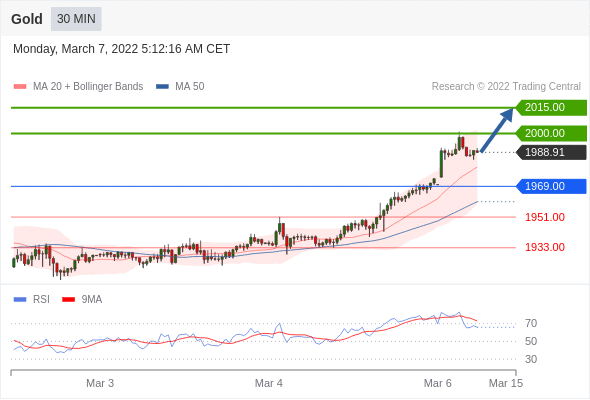 Gold 30 MIN
Monday, March 7, 2022 5:12:16 AM CET
MA 20 + Bollinger Bands MA 50 Research © 2022 Trading Central
2015.00
2000.00
1988.91
1969.00
1951.00
1933.00
RSI 9MA
70
50
30
Mar 3 Mar 4 Mar 6 Mar 15